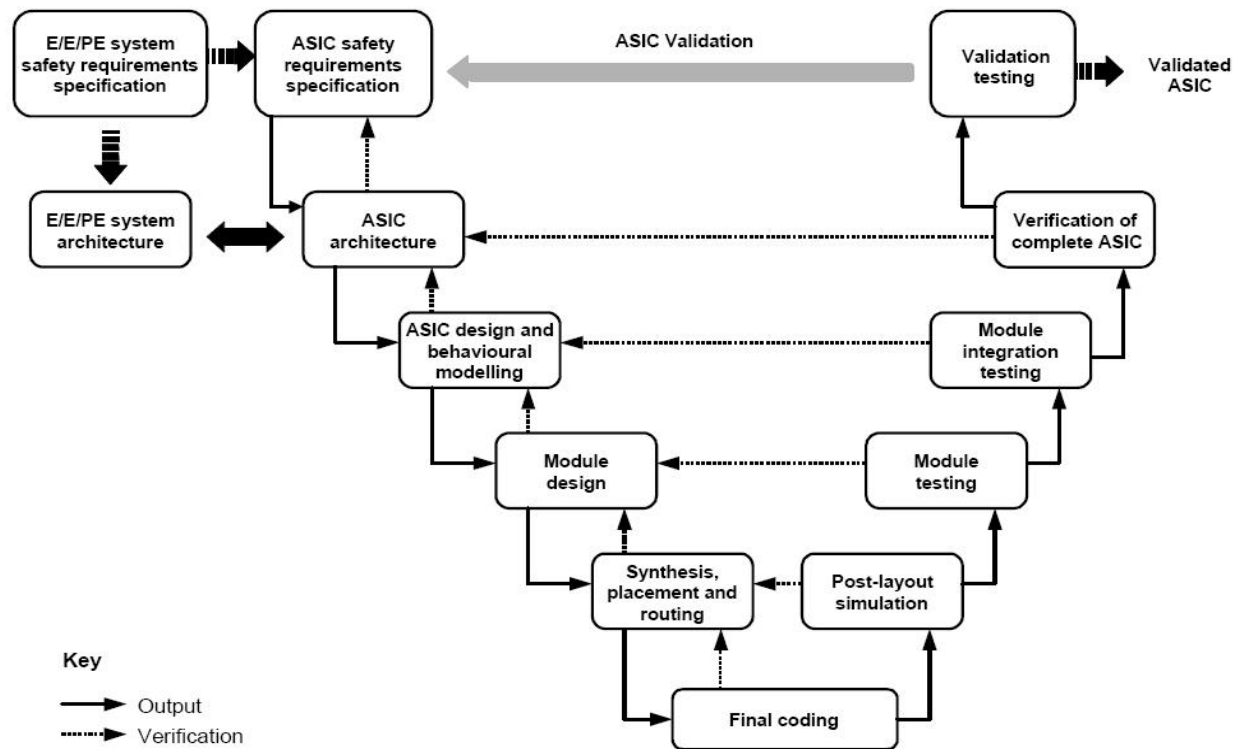 E/E/PE system
safety requirements
specification
ASIC safety
requirements
specification
ASIC Validation
Validation
testing
Validated
ASIC
E/E/PE system
architecture
ASIC
architecture
Verification of
complete ASIC
ASIC design and
behavioural
modelling
Module
integration
testing
Module
design
Module
testing
Synthesis,
placement and
routing
Post-layout
simulation
Final coding
Key
Output
Verification